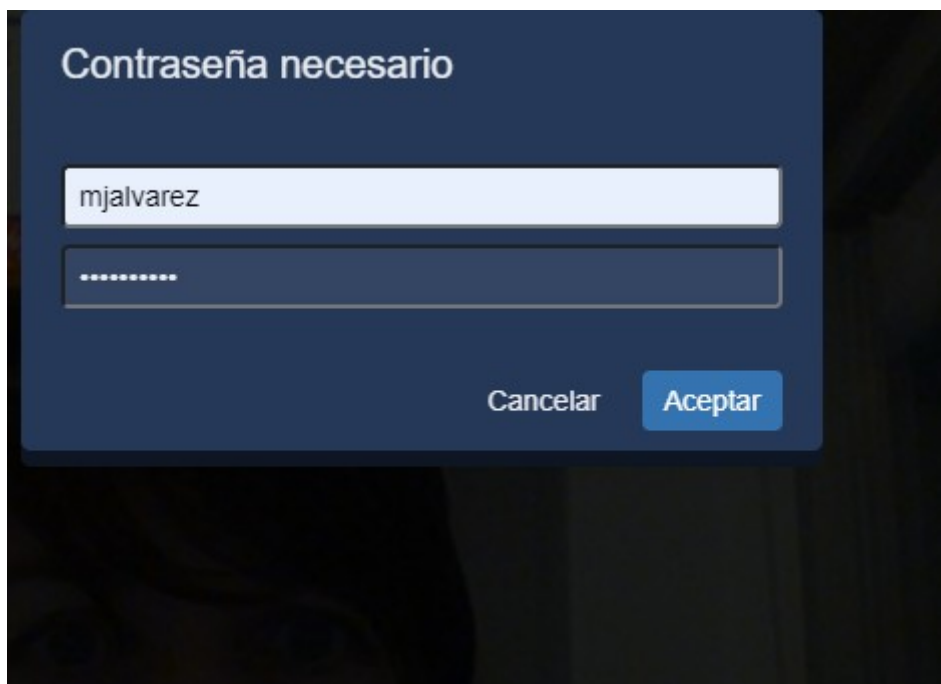 Contraseña necesario
mjalvarez
••••••••••
Cancelar Aceptar